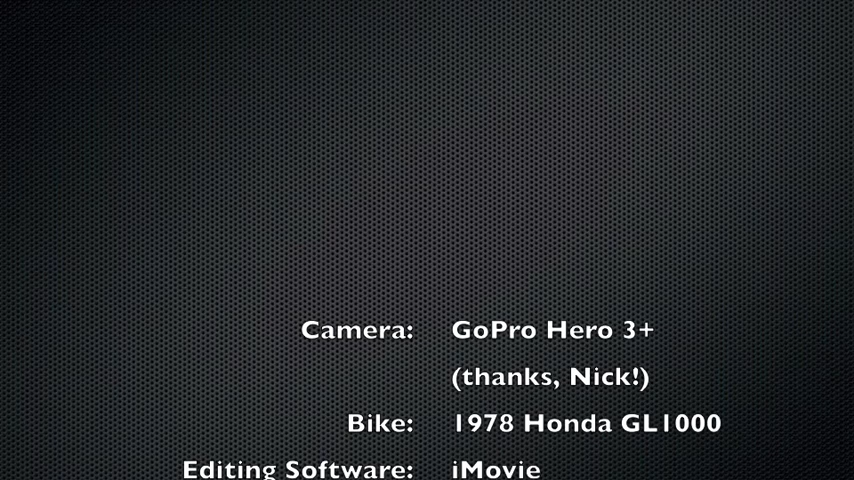 Camera: GoPro Hero 3+
(thanks, Nick!)
Bike: 1978 Honda GL1000
Editing Software: iMovie